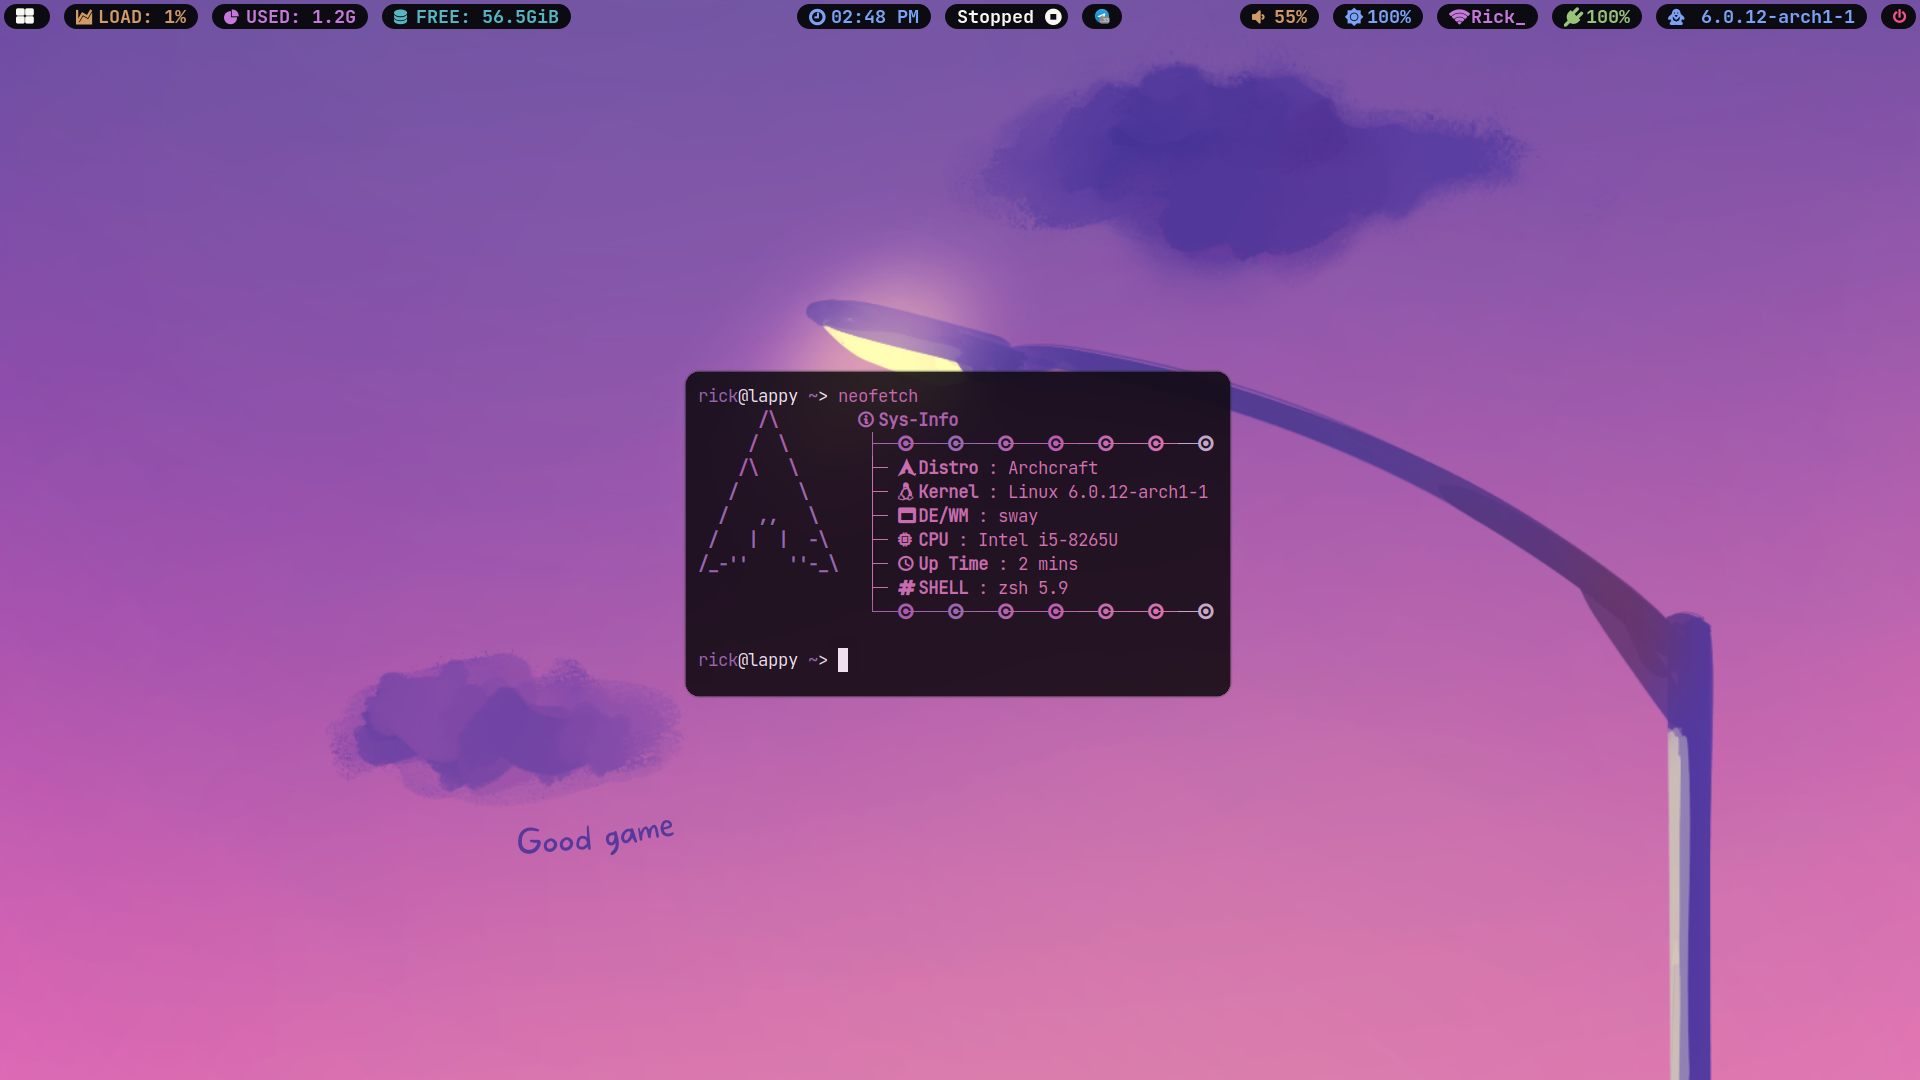 LOAD: 1% USED: 1.2G FREE: 56.5GiB 02:48 PM Stopped 55% 100% Rick_ 100% 6.0.12-arch1-1
rick@lappy ~> neofetch
/\ Sys-Info
/ \
/\ \ Distro : Archcraft
/ \ Kernel : Linux 6.0.12-arch1-1
/ ,, \ DE/WM : sway
/ | | -\ CPU : Intel i5-8265U
/_-'' ''-_\ Up Time : 2 mins
SHELL : zsh 5.9
rick@lappy ~>
Good game